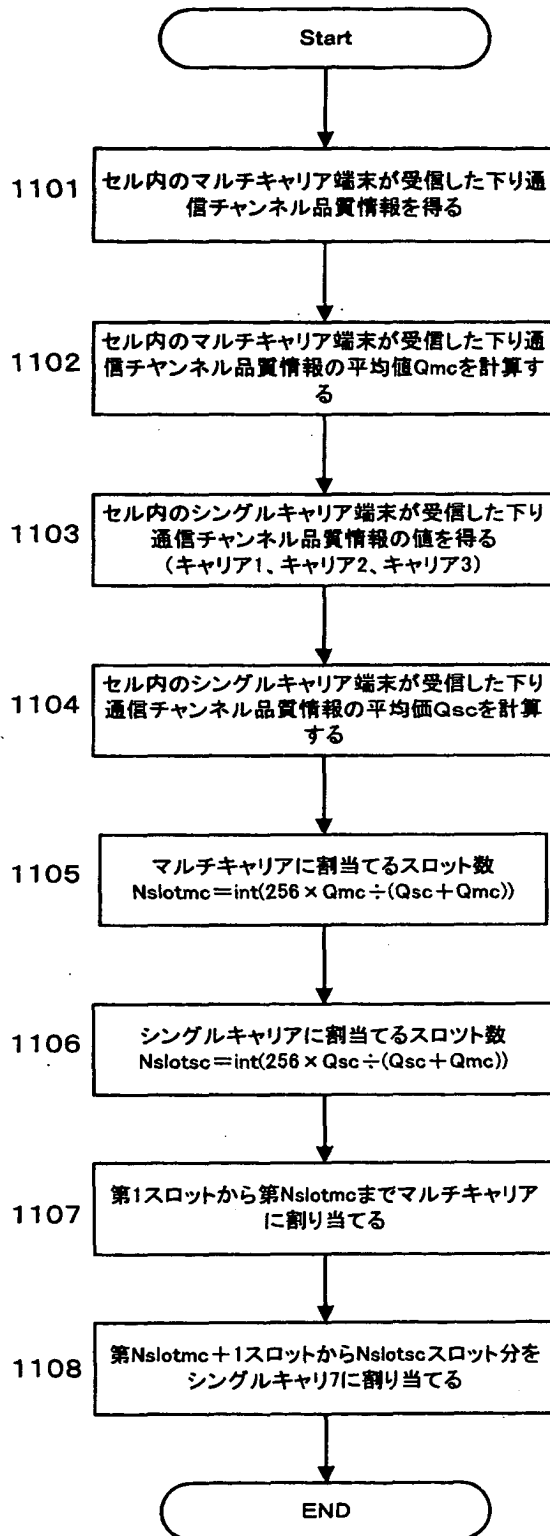 Start
1101
セル内のマルチキャリア端末が受信した下り通
信チャンネル品質情報を得る
1102
セル内のマルチキャリア端末が受信した下り通
信チヤンネル品質情報の平均値Qmcを計算す
る
1103
セル内のシングルキャリア端末が受信した下り
通信チャンネル品質情報の値を得る
（キャリア1、キャリア2、キャリア3）
1104
セル内のシングルキャリア端末が受信した下り
通信チャンネル品質情報の平均価Qscを計算
する
1105
マルチキャリアに割当てるスロット数
Nslotmc＝int(256×Qmc÷(Qsc＋Qmc))
1106
シングルキャリアに割当てるスロツト数
Nslotsc＝int(256×Qsc÷(Qsc＋Qmc))
1107
第1スロットから第Nslotmcまでマルチキャリア
に割り当てる
1108
第Nslotmc＋1スロットからNslotscスロット分を
シングルキャリ7に割り当てる
END